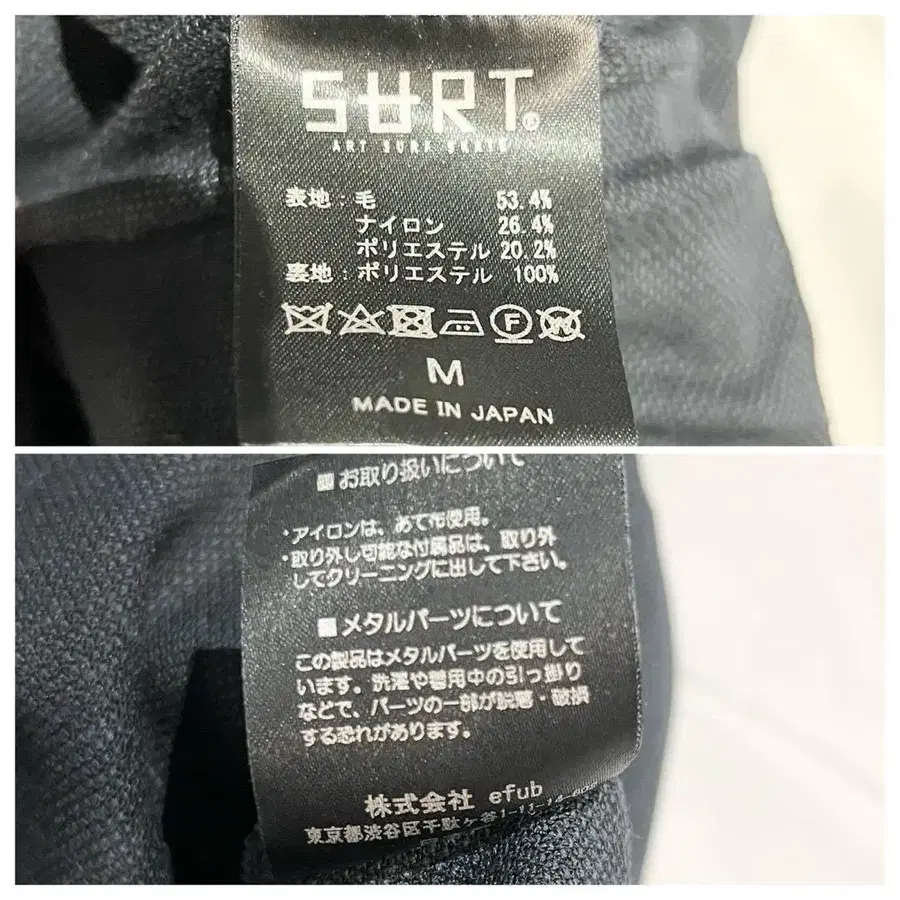 SURT®
ART SURF SKATE
表地:毛 53.4%
ナイロン 26.4%
ポリエステル 20.2%
裏地:ポリエステル 100%
F W
M
MADE IN JAPAN
■お取り扱いについて
・アイロンは、あて布使用。
・取り外し可能な付属品は、取り外
してクリーニングに出して下さい。
■メタルパーツについて
この製品はメタルパーツを使用して
います。洗濯や着用中の引っ掛り
などで、パーツの一部が脱落・破損
する恐れがあります。
株式会社 efub
東京都渋谷区千駄ヶ谷1-11-14